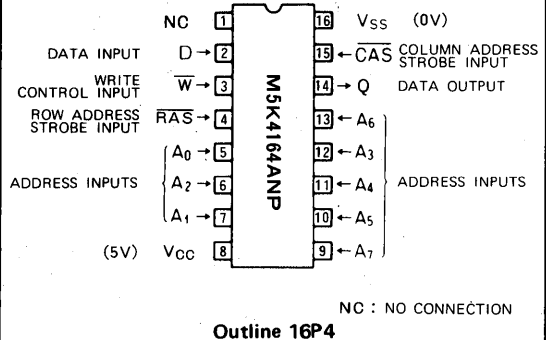 NC 1 16 VSS (0V)
DATA INPUT D → 2 15 ← CAS COLUMN ADDRESS STROBE INPUT
WRITE CONTROL INPUT W → 3 14 → Q DATA OUTPUT
ROW ADDRESS STROBE INPUT RAS → 4 13 ← A6
A0 → 5 12 ← A3
ADDRESS INPUTS A2 → 6 11 ← A4 ADDRESS INPUTS
A1 → 7 10 ← A5
(5V) VCC 8 9 ← A7
M5K4164ANP
NC : NO CONNECTION
Outline 16P4